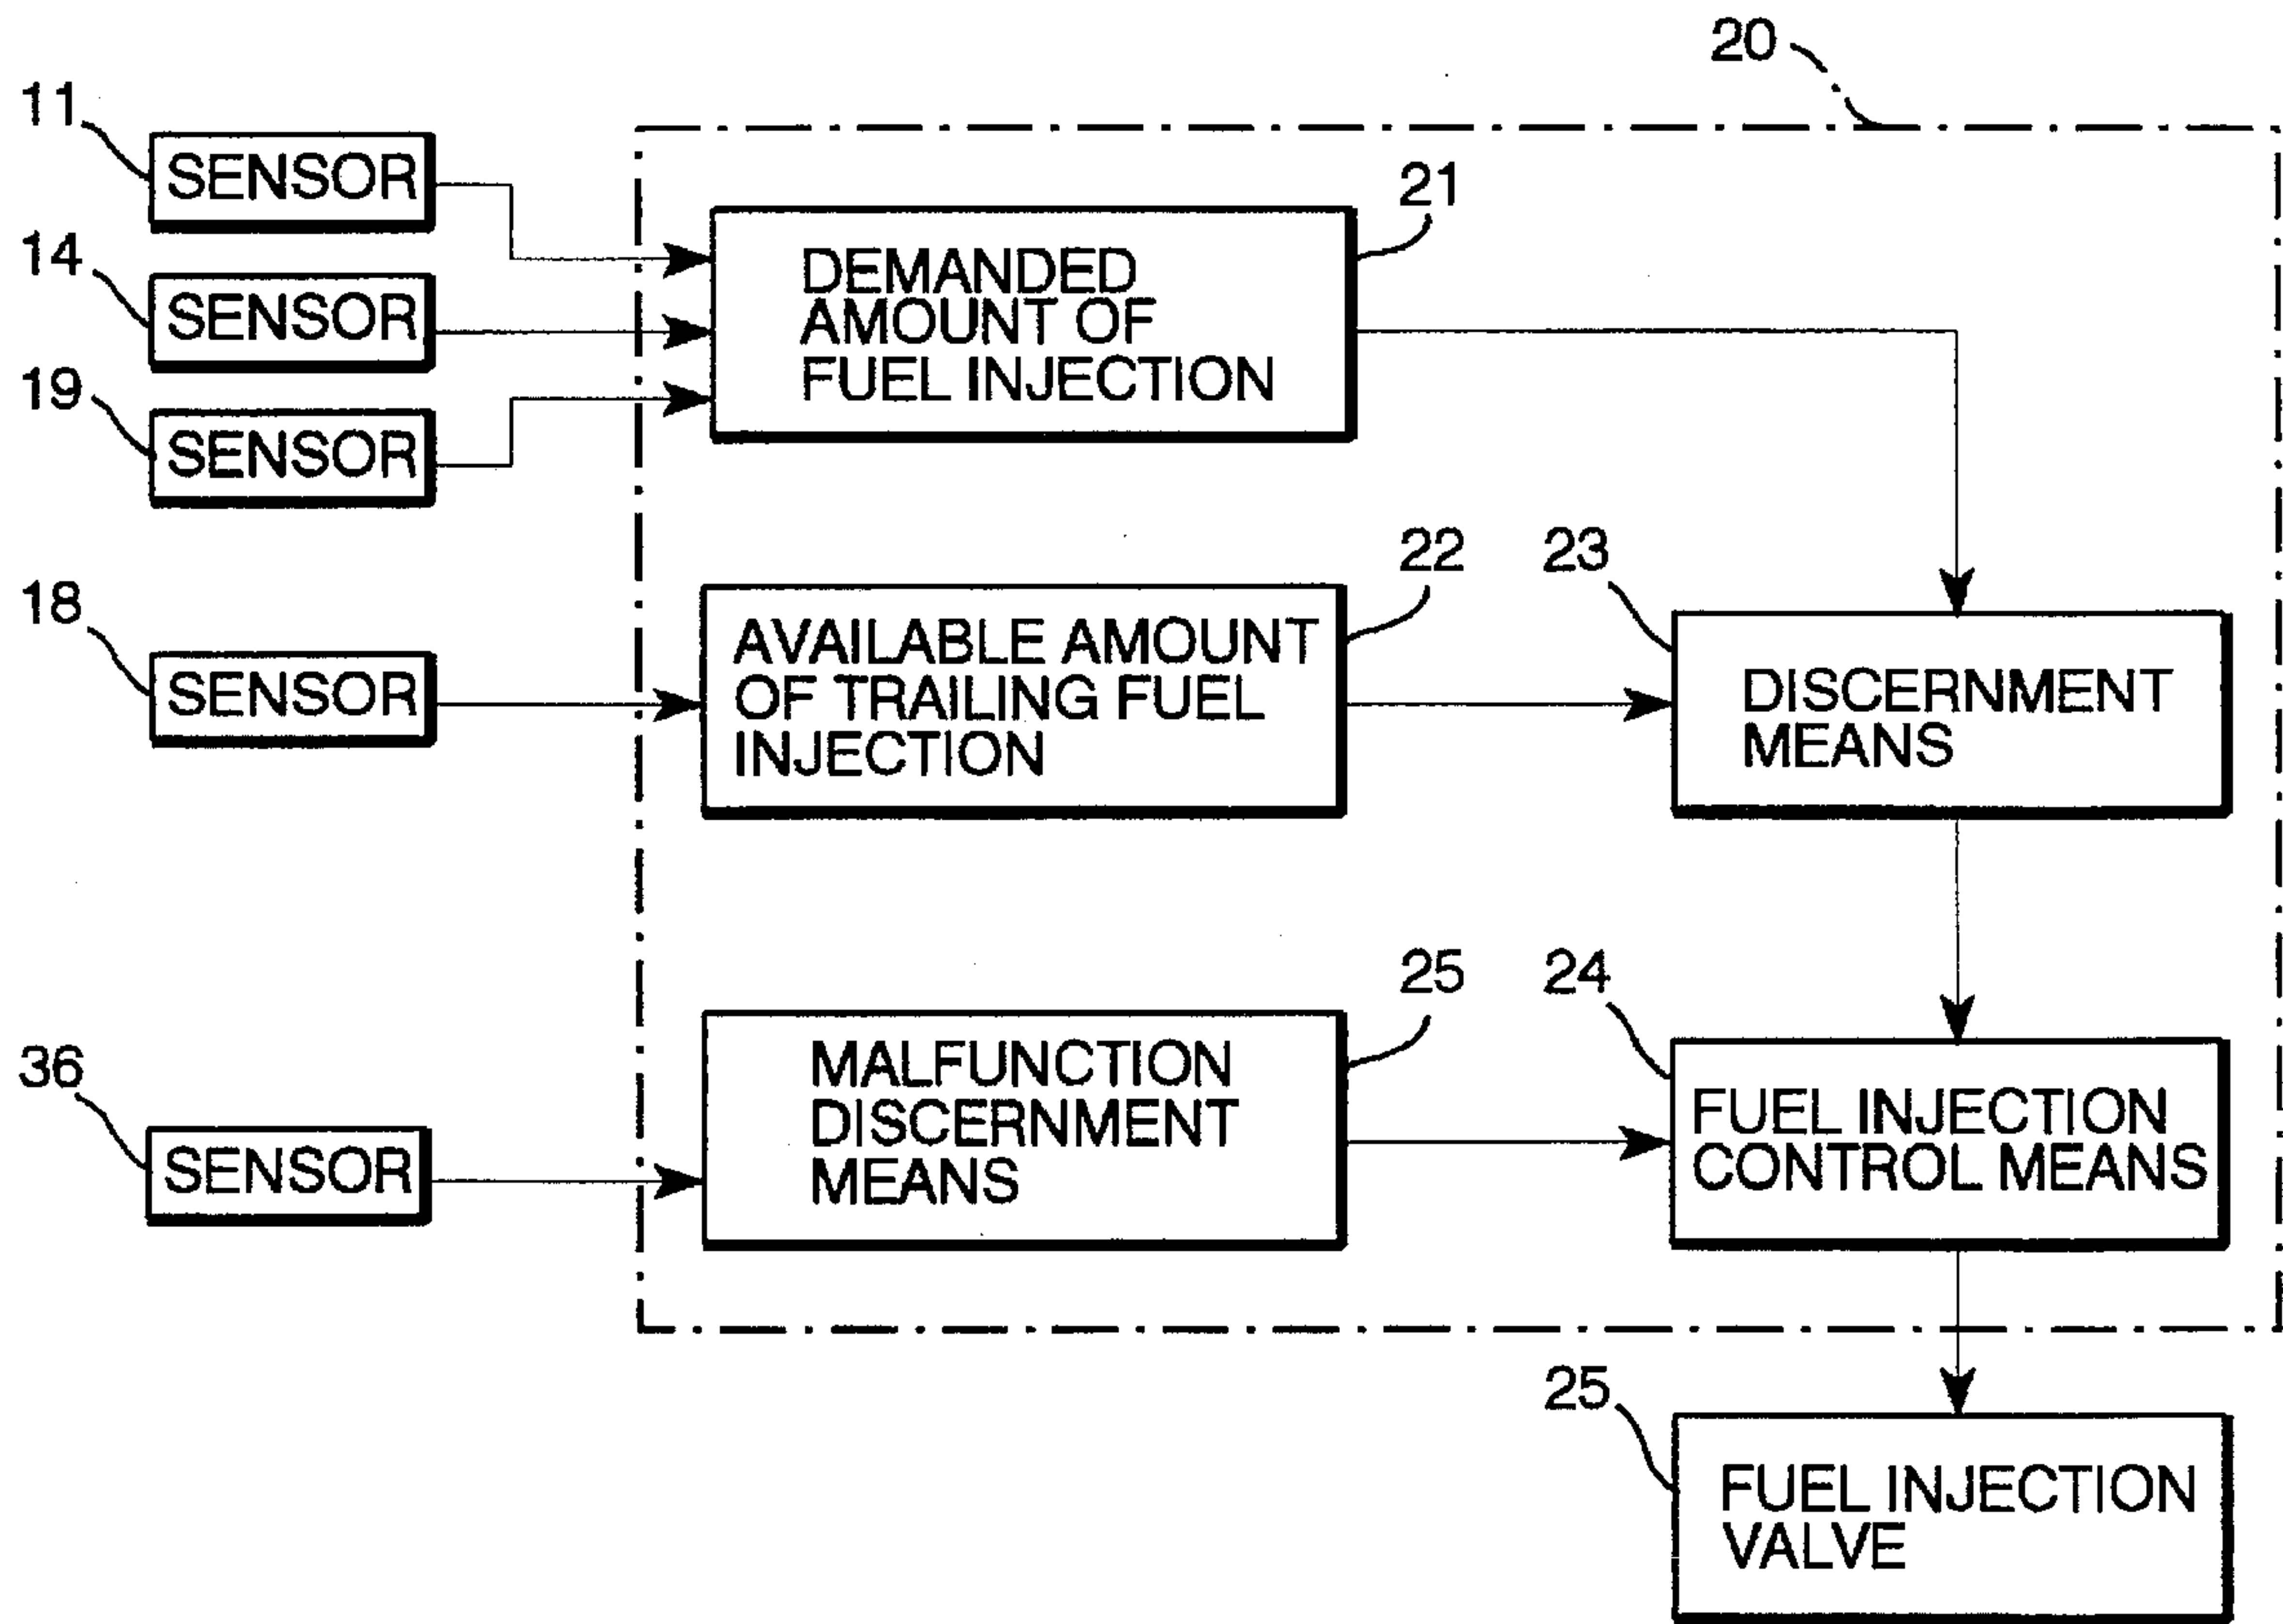 20
11
SENSOR
21
14
SENSOR
DEMANDED
AMOUNT OF
FUEL INJECTION
19
SENSOR
22
23
18
SENSOR
AVAILABLE AMOUNT
OF TRAILING FUEL
INJECTION
DISCERNMENT
MEANS
25
24
36
SENSOR
MALFUNCTION
DISCERNMENT
MEANS
FUEL INJECTION
CONTROL MEANS
25
FUEL INJECTION
VALVE